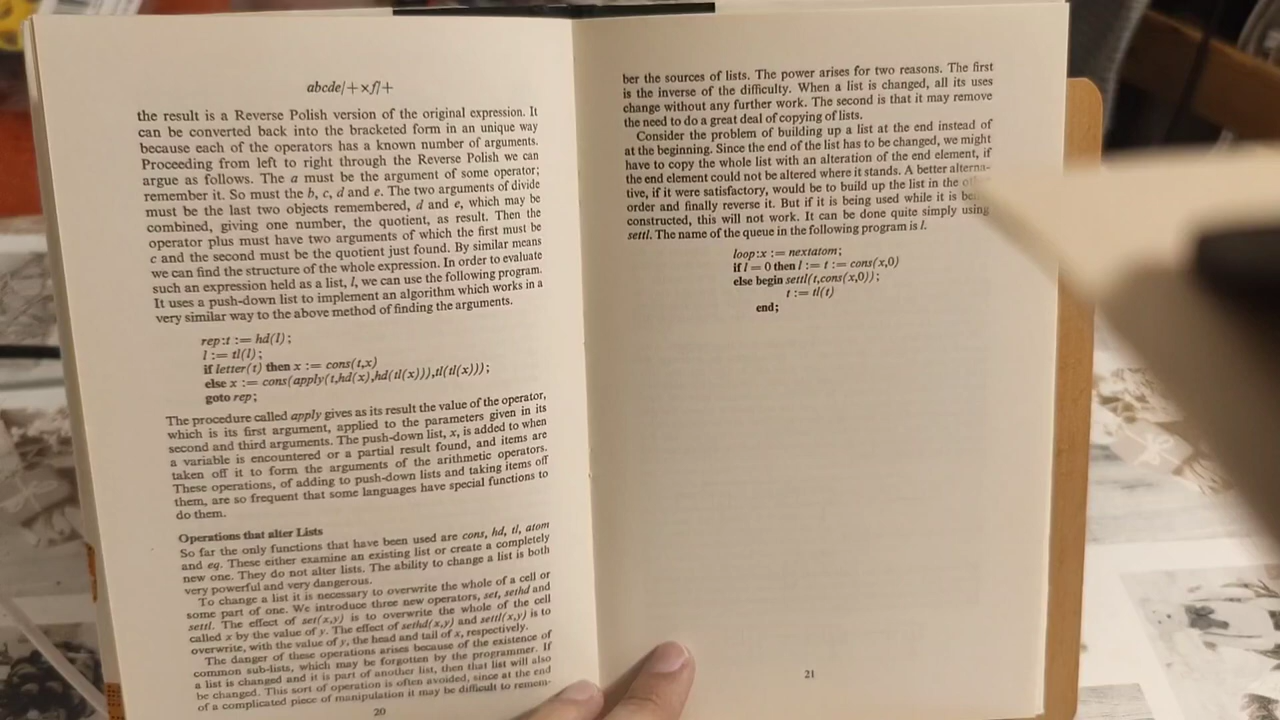 abcde/+×f/+
the result is a Reverse Polish version of the original expression. It
can be converted back into the bracketed form in an unique way
because each of the operators has a known number of arguments.
Proceeding from left to right through the Reverse Polish we can
argue as follows. The a must be the argument of some operator;
remember it. So must the b, c, d and e. The two arguments of divide
must be the last two objects remembered, d and e, which may be
combined, giving one number, the quotient, as result. Then the
operator plus must have two arguments of which the first must be
c and the second must be the quotient just found. By similar means
we can find the structure of the whole expression. In order to evaluate
such an expression held as a list, l, we can use the following program.
It uses a push-down list to implement an algorithm which works in a
very similar way to the above method of finding the arguments.
rep:t := hd(l);
l := tl(l);
if letter(t) then x := cons(t,x)
else x := cons(apply(t,hd(x),hd(tl(x))),tl(tl(x)));
goto rep;
The procedure called apply gives as its result the value of the operator,
which is its first argument, applied to the parameters given in its
second and third arguments. The push-down list, x, is added to when
a variable is encountered or a partial result found, and items are
taken off it to form the arguments of the arithmetic operators.
These operations, of adding to push-down lists and taking items off
them, are so frequent that some languages have special functions to
do them.
Operations that alter Lists
So far the only functions that have been used are cons, hd, tl, atom
and eq. These either examine an existing list or create a completely
new one. They do not alter lists. The ability to change a list is both
very powerful and very dangerous.
To change a list it is necessary to overwrite the whole of a cell or
some part of one. We introduce three new operators, set, sethd and
settl. The effect of set(x,y) is to overwrite the whole of the cell
called x by the value of y. The effect of sethd(x,y) and settl(x,y) is to
overwrite, with the value of y, the head and tail of x, respectively.
The danger of these operations arises because of the existence of
common sub-lists, which may be forgotten by the programmer. If
a list is changed and it is part of another list, then that list will also
be changed. This sort of operation is often avoided, since at the end
of a complicated piece of manipulation it may be difficult to remem-
20
ber the sources of lists. The power arises for two reasons. The first
is the inverse of the difficulty. When a list is changed, all its uses
change without any further work. The second is that it may remove
the need to do a great deal of copying of lists.
Consider the problem of building up a list at the end instead of
at the beginning. Since the end of the list has to be changed, we might
have to copy the whole list with an alteration of the end element, if
the end element could not be altered where it stands. A better alterna-
tive, if it were satisfactory, would be to build up the list in the
order and finally reverse it. But if it is being used while it is
constructed, this will not work. It can be done quite simply using
settl. The name of the queue in the following program is l.
loop:x := nextatom;
if l = 0 then l := t := cons(x,0)
else begin settl(t,cons(x,0));
t := tl(t)
end;
21